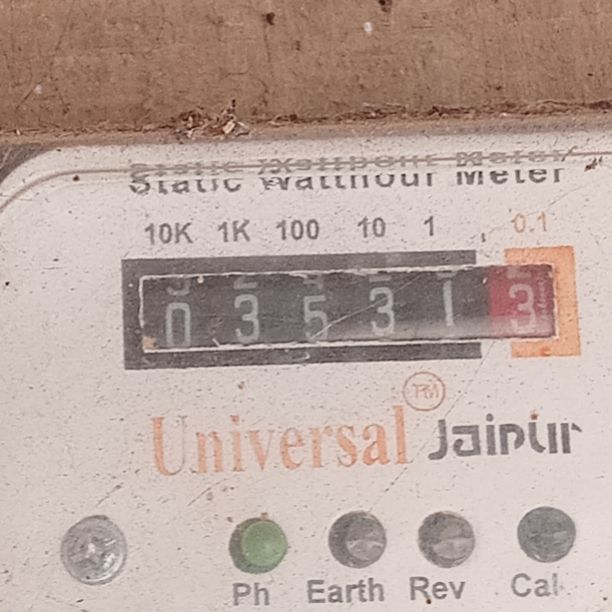 Static Watthour Meter
10K 1K 100 10 1 , 0.1
0 3 5 3 1 3
Universal TM Jaipur
Ph Earth Rev Cal